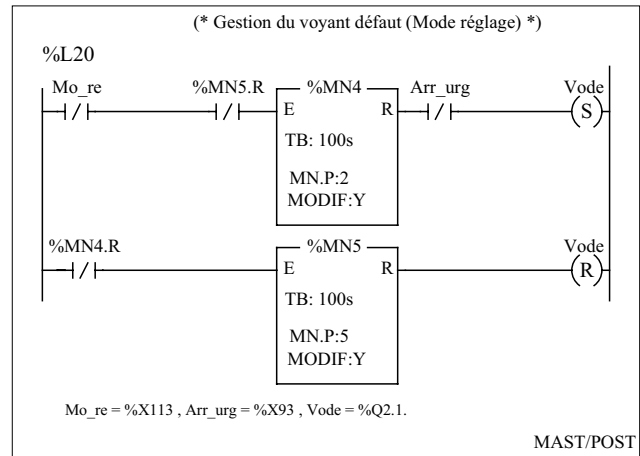 (* Gestion du voyant défaut (Mode réglage) *)
%L20
Mo_re %MN5.R %MN4 Arr_urg Vode
E R S
TB: 100s
MN.P:2
MODIF:Y
%MN4.R %MN5 Vode
E R R
TB: 100s
MN.P:5
MODIF:Y
Mo_re = %X113 , Arr_urg = %X93 , Vode = %Q2.1.
MAST/POST